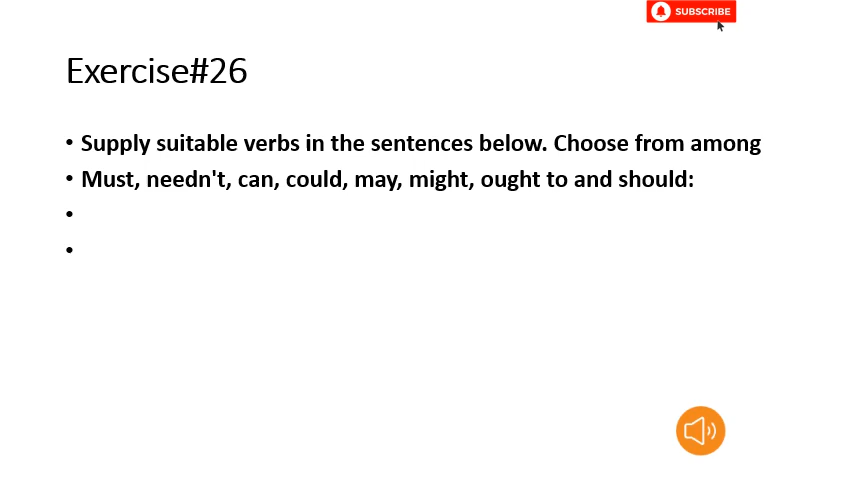 SUBSCRIBE
Exercise#26
• Supply suitable verbs in the sentences below. Choose from among
• Must, needn't, can, could, may, might, ought to and should:
•
•